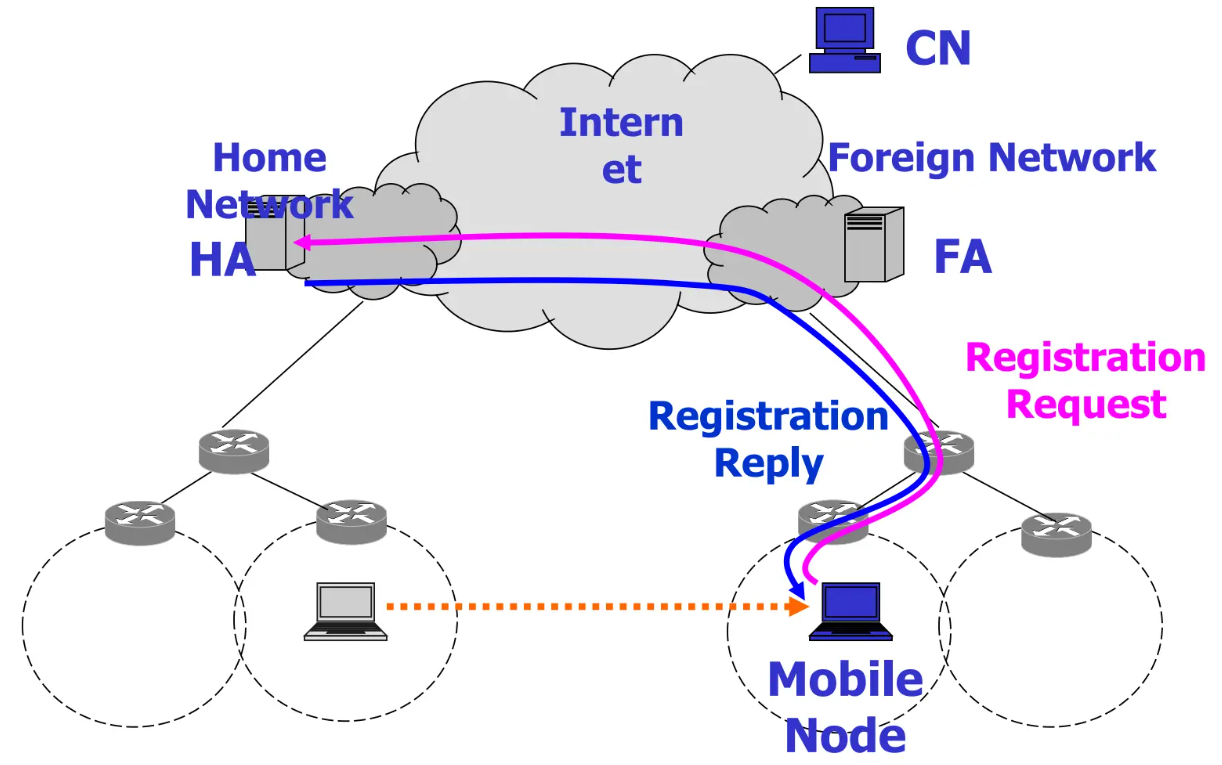 CN
Intern
et
Home
Network
Foreign Network
HA
FA
Registration
Request
Registration
Reply
Mobile
Node